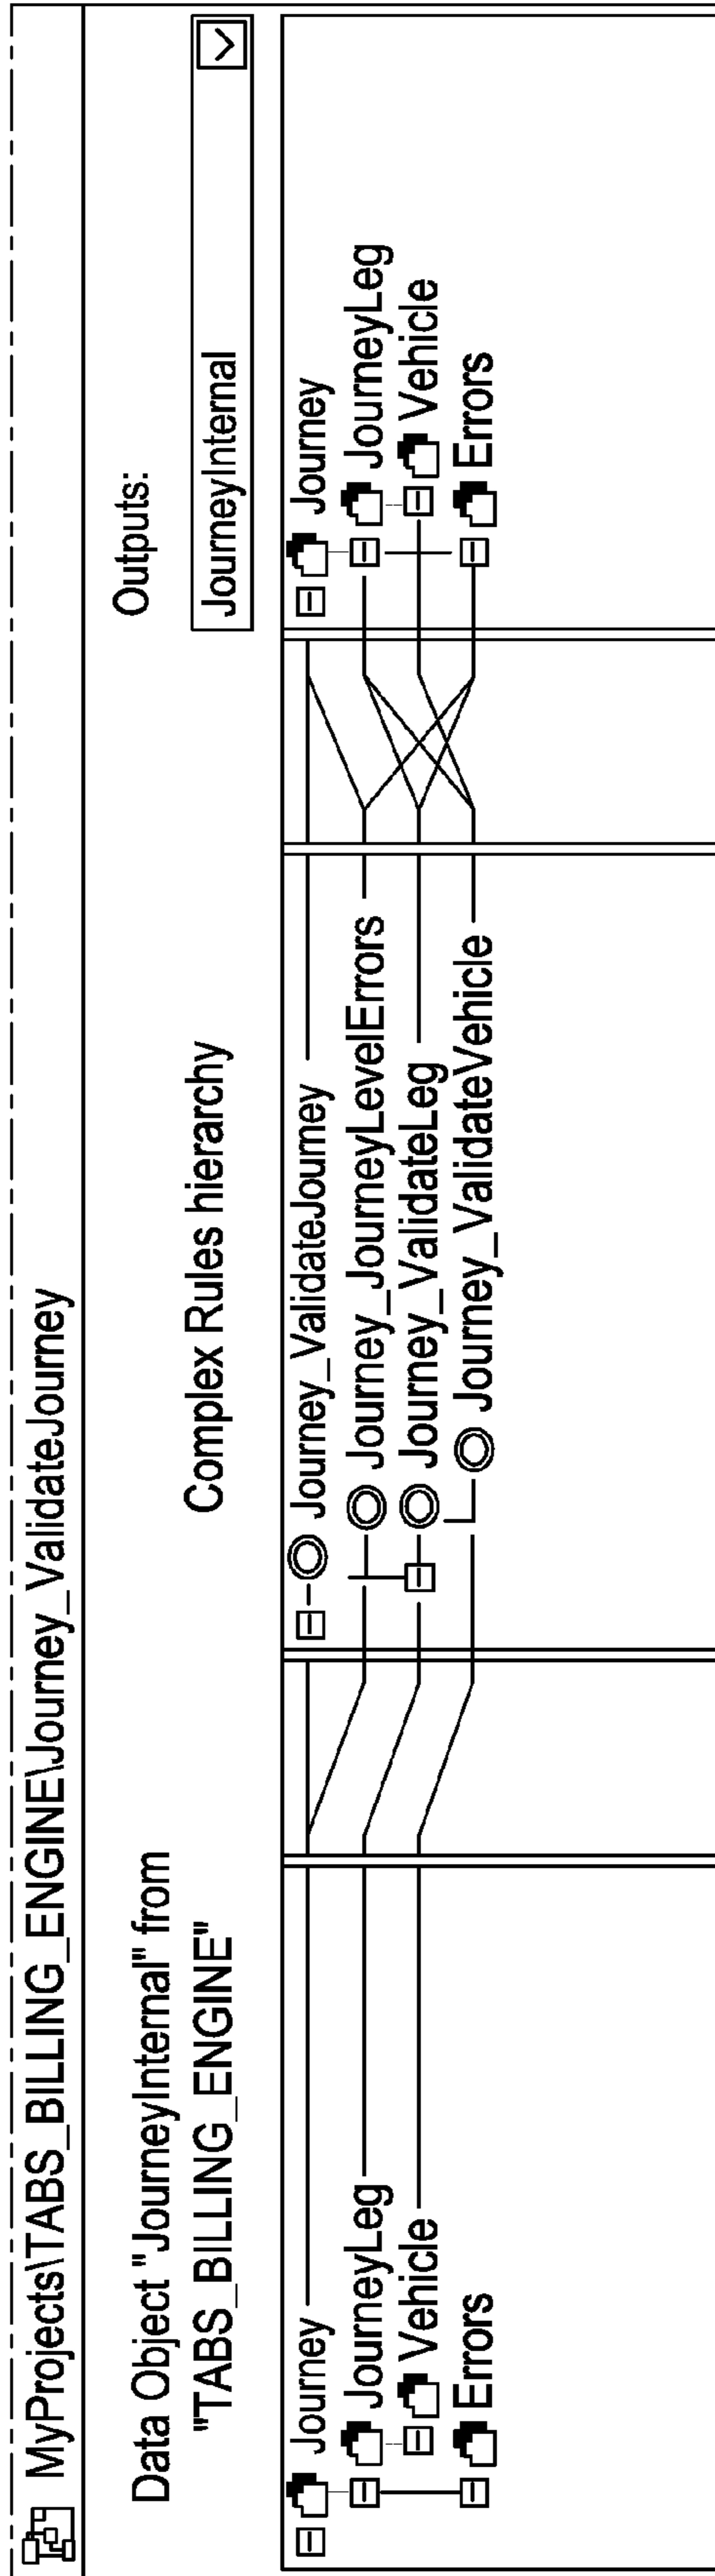 MyProjects\TABS_BILLING_ENGINE\Journey_ValidateJourney
Data Object "JourneyInternal" from
"TABS_BILLING_ENGINE"
Complex Rules hierarchy
Outputs:
JourneyInternal
Journey
JourneyLeg
Vehicle
Errors
Journey_ValidateJourney
Journey_JourneyLevelErrors
Journey_ValidateLeg
Journey_ValidateVehicle
Journey
JourneyLeg
Vehicle
Errors